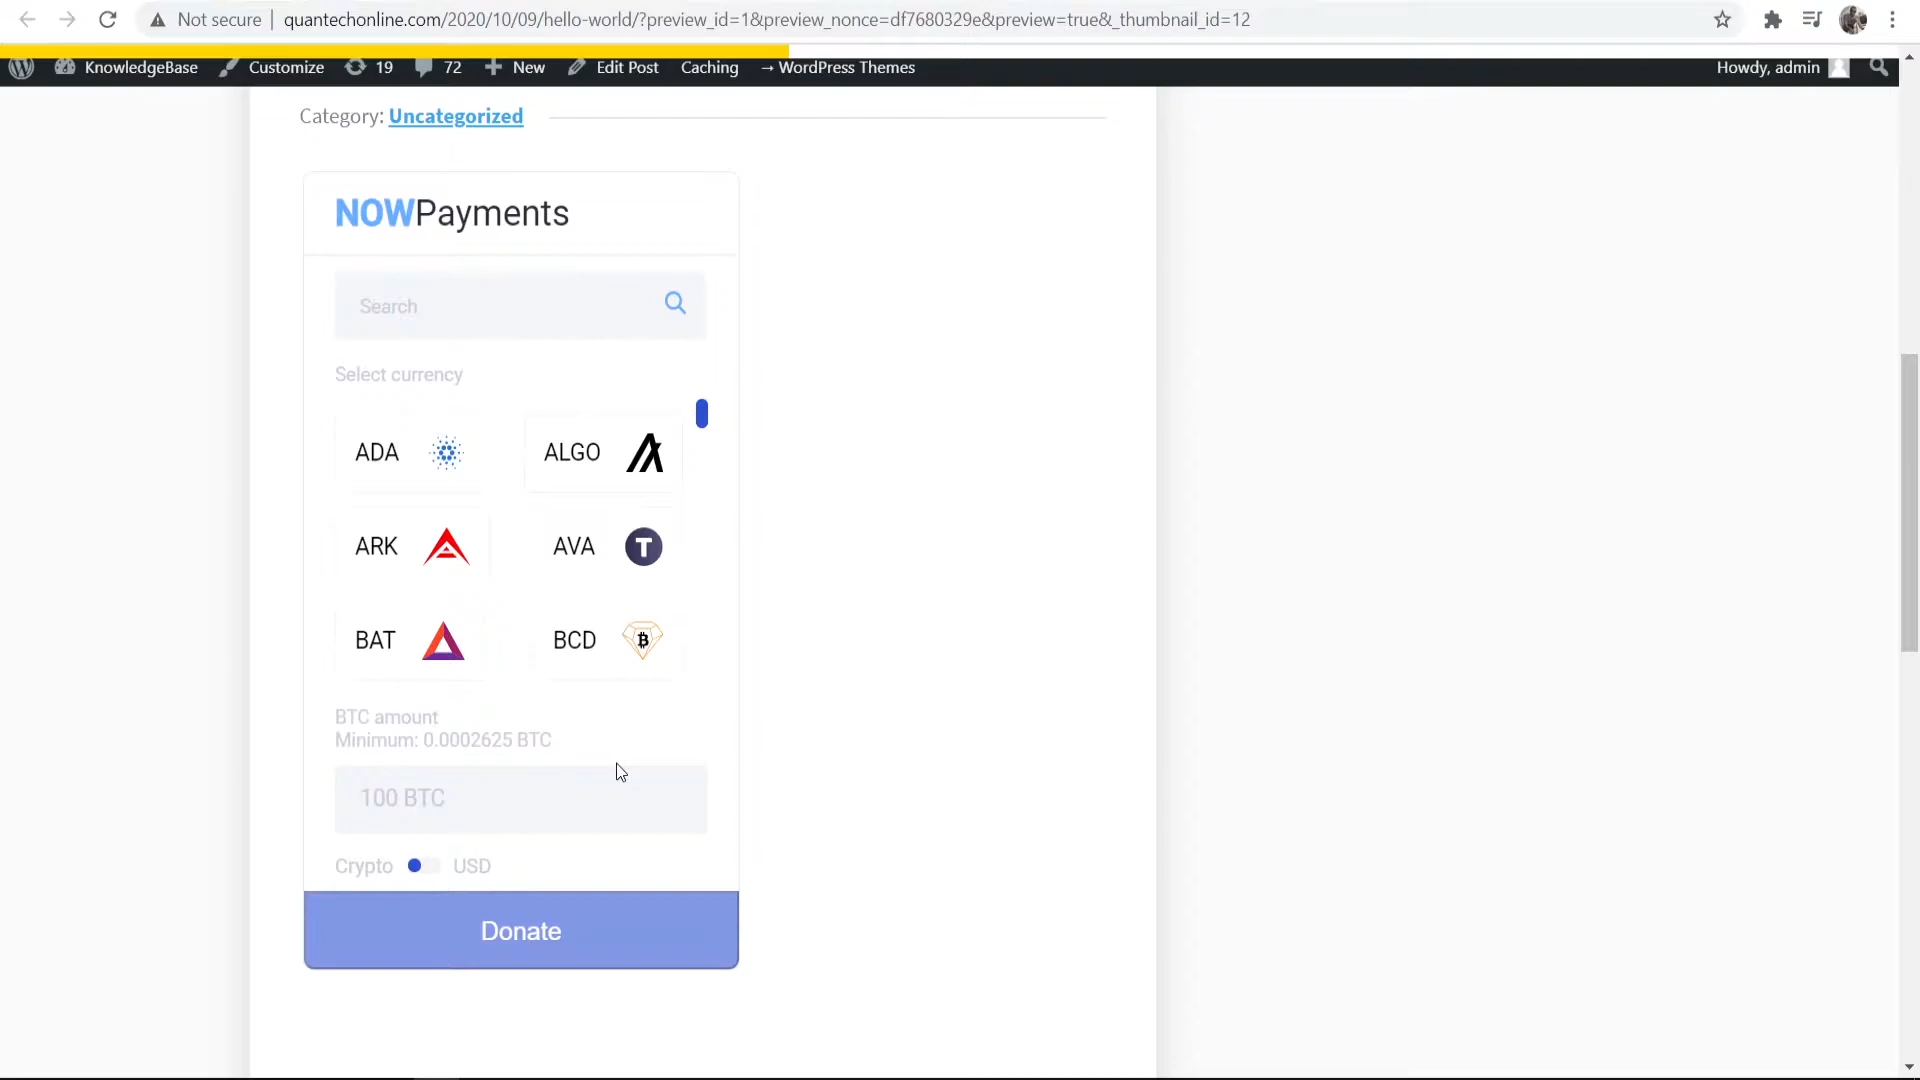 Not secure
quantechonline.com/2020/10/09/hello-world/?preview_id=1&preview_nonce=df7680329e&preview=true&_thumbnail_id=12
KnowledgeBase Customize 19 72 New Edit Post Caching → WordPress Themes Howdy, admin
Category: Uncategorized
NOWPayments
Search
Select currency
ADA ALGO
ARK AVA
BAT BCD
BTC amount
Minimum: 0.0002625 BTC
100 BTC
Crypto USD
Donate